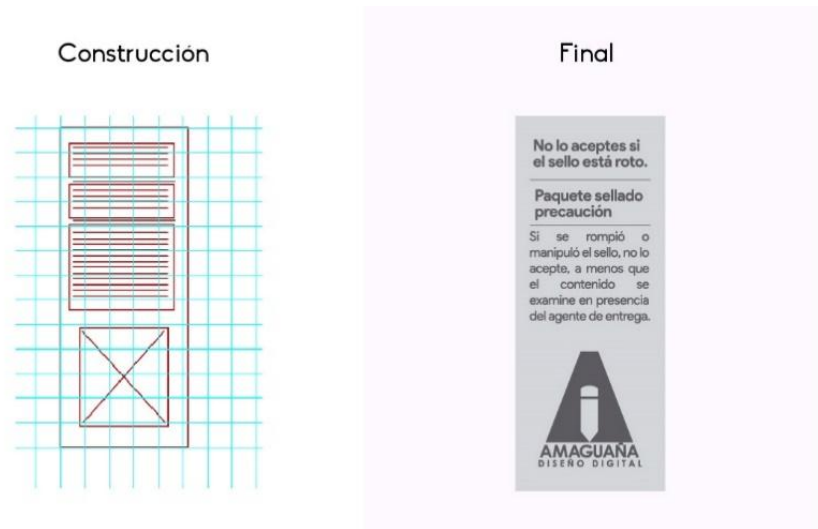 Construcción
Final
No lo aceptes si
el sello está roto.
Paquete sellado
precaución
Si se rompió o
manipuló el sello, no lo
acepte, a menos que
el contenido se
examine en presencia
del agente de entrega.
AMAGUAÑA
DISEÑO DIGITAL